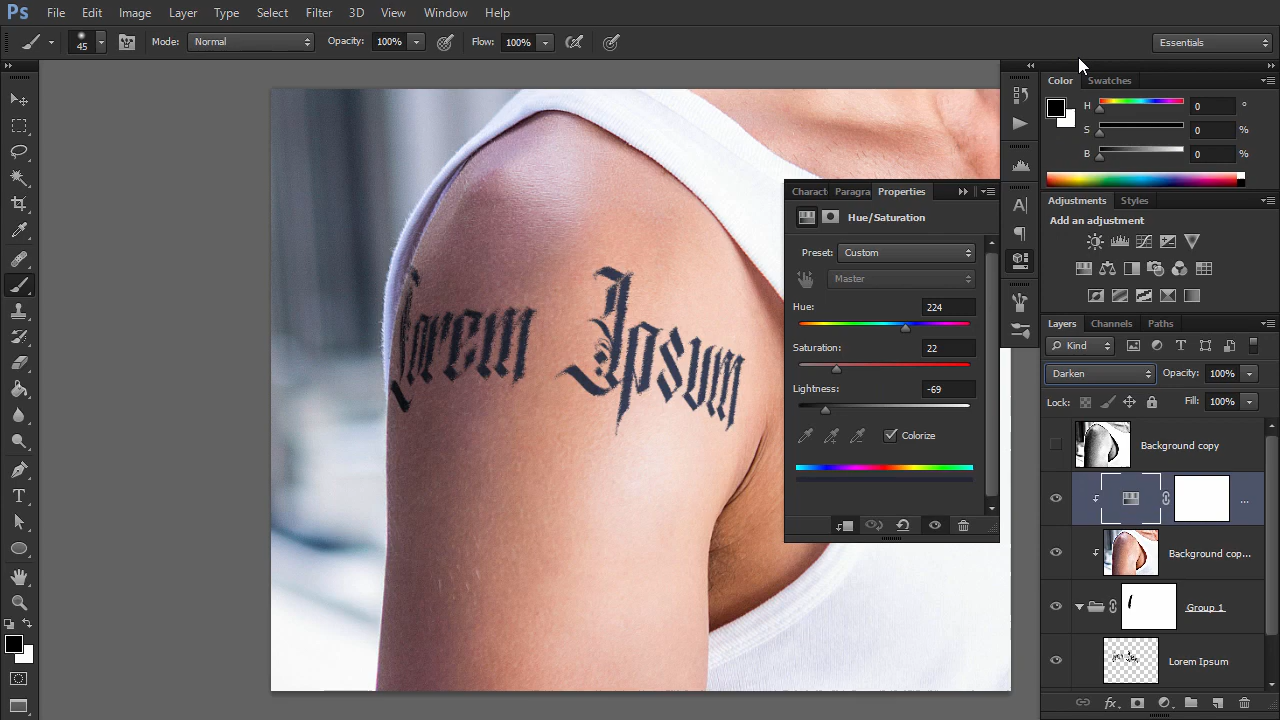 Ps File Edit Image Layer Type Select Filter 3D View Window Help
45 Mode: Normal Opacity: 100% Flow: 100% Essentials
Color Swatches
H 0 °
S 0 %
B 0 %
Adjustments Styles
Add an adjustment
Charact Paragra Properties
Hue/Saturation
Preset: Custom
Master
Hue: 224
Saturation: 22
Lightness: -69
Colorize
Layers Channels Paths
Kind
Darken Opacity: 100%
Lock: Fill: 100%
Background copy
...
Background cop...
Group 1
Lorem Ipsum
Lorem Ipsum